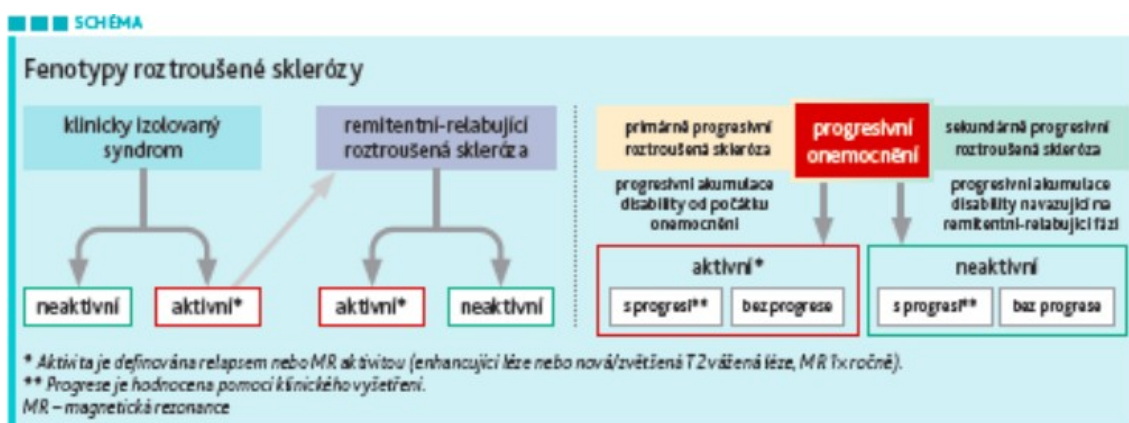 SCHÉMA
Fenotypy roztroušené sklerózy
klinicky izolovaný
syndrom
remitentní-relabující
roztroušená skleróza
primárně progresivní
roztroušená skleróza
progresivní
onemocnění
sekundárně progresivní
roztroušená skleróza
progresivní akumulace
disability od počátku
onemocnění
progresivní akumulace
disability navazující na
remitentní-relabující fázi
neaktivní
aktivní*
aktivní*
neaktivní
aktivní*
s progresí**
bez progrese
neaktivní
s progresí**
bez progrese
* Aktivita je definována relapsem nebo MR aktivitou (enhancující léze nebo nová/zvětšená T2 vážená léze, MR 1x ročně).
** Progrese je hodnocena pomocí klinického vyšetření.
MR – magnetická rezonance